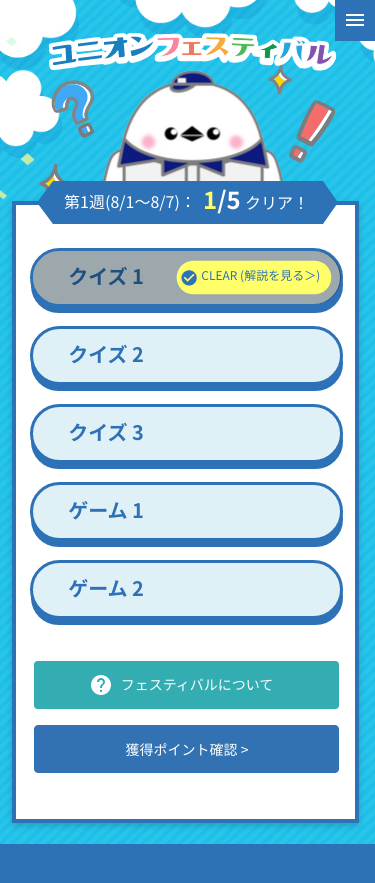 ユニオンフェスティバル
第1週(8/1～8/7)： 1/5 クリア！
クイズ 1
CLEAR (解説を見る＞)
クイズ 2
クイズ 3
ゲーム 1
ゲーム 2
? フェスティバルについて
獲得ポイント確認 >